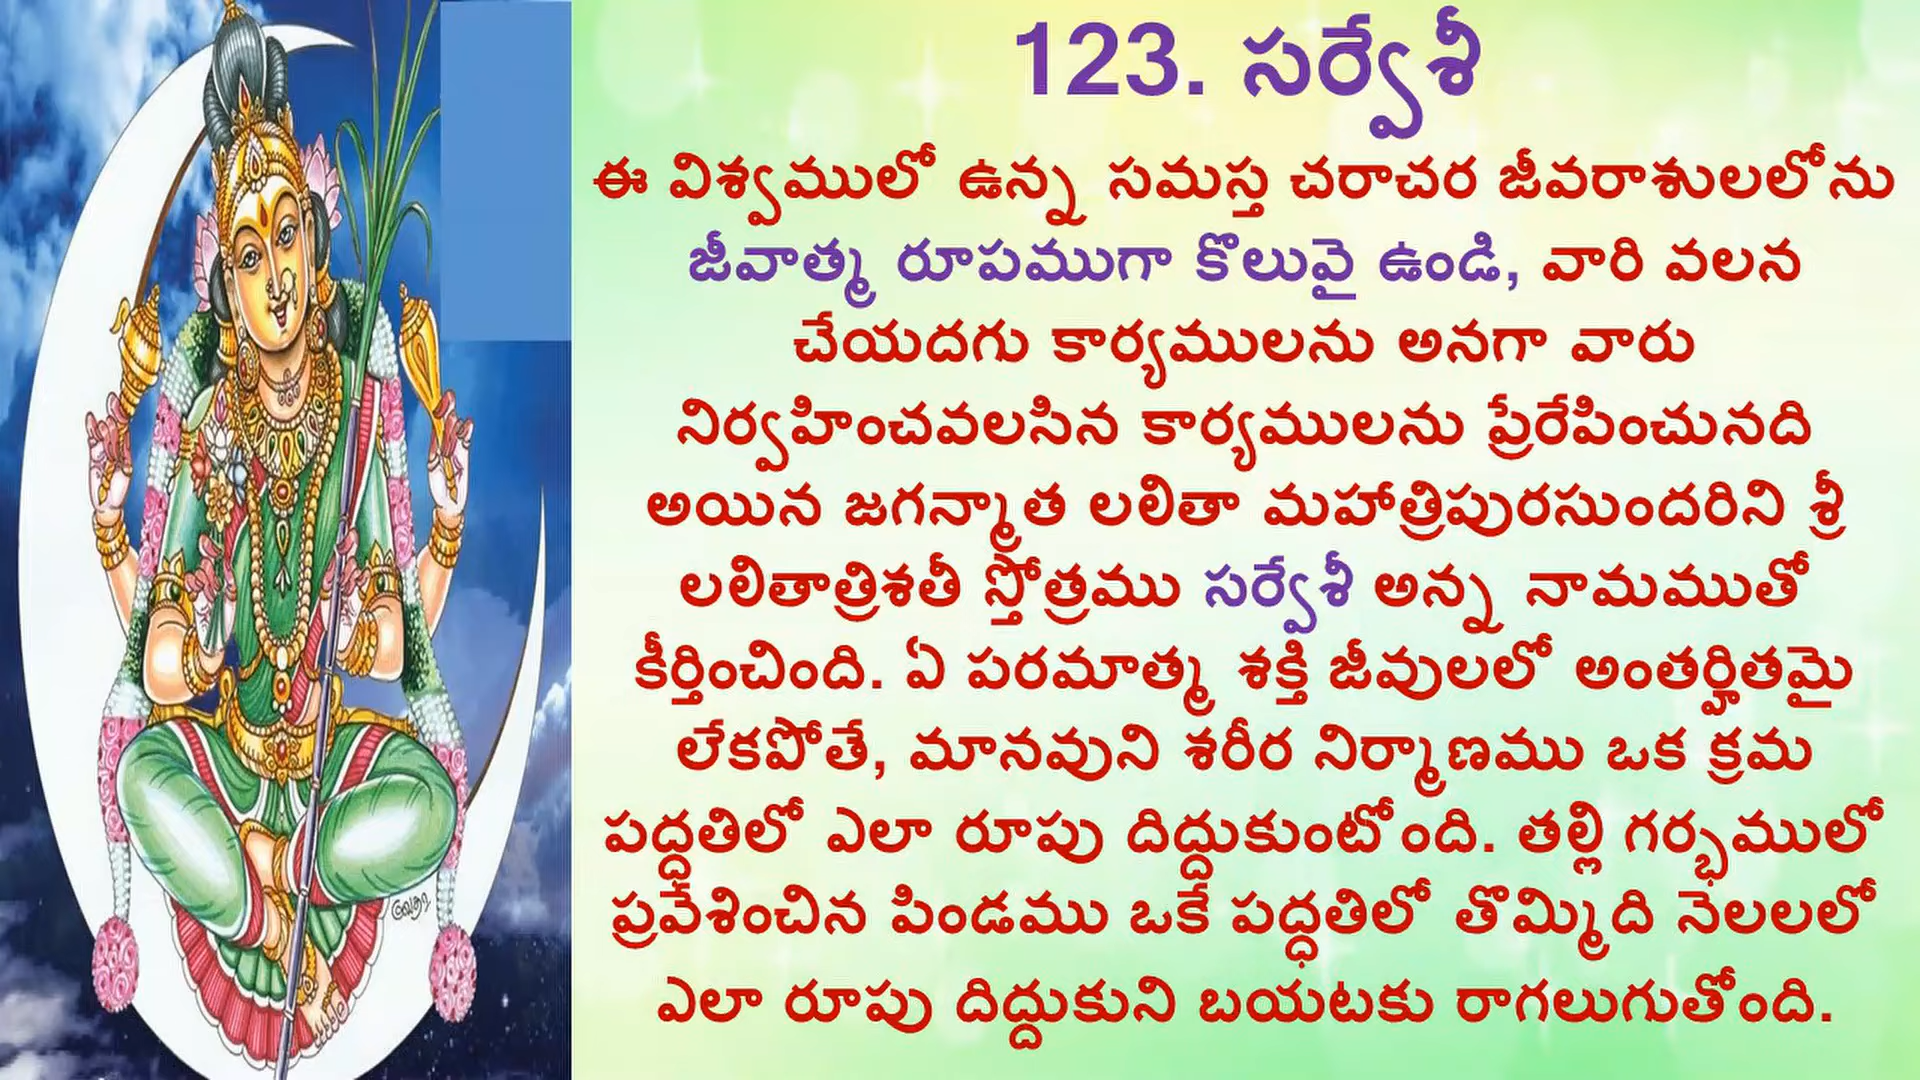 123. సర్వేశీ
ఈ విశ్వములో ఉన్న సమస్త చరాచర జీవరాశులలోను
జీవాత్మ రూపముగా కొలువై ఉండి, వారి వలన
చేయదగు కార్యములను అనగా వారు
నిర్వహించవలసిన కార్యములను ప్రేరేపించునది
అయిన జగన్మాత లలితా మహాత్రిపురసుందరిని శ్రీ
లలితాత్రిశతీ స్తోత్రము సర్వేశీ అన్న నామముతో
కీర్తించింది. ఏ పరమాత్మ శక్తి జీవులలో అంతర్హితమై
లేకపోతే, మానవుని శరీర నిర్మాణము ఒక క్రమ
పద్ధతిలో ఎలా రూపు దిద్దుకుంటోంది. తల్లి గర్భములో
ప్రవేశించిన పిండము ఒకే పద్ధతిలో తొమ్మిది నెలలలో
ఎలా రూపు దిద్దుకుని బయటకు రాగలుగుతోంది.